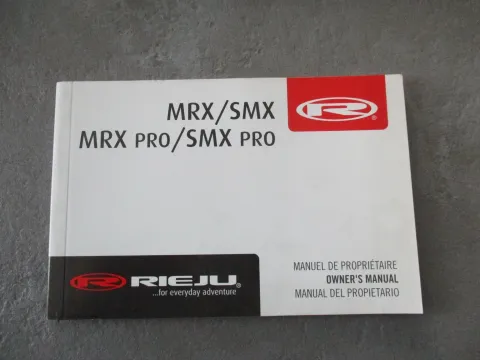 MRX/SMX
MRX PRO/SMX PRO
R®
R RIEJU®
...for everyday adventure
MANUEL DE PROPRIÉTAIRE
OWNER'S MANUAL
MANUAL DEL PROPIETARIO